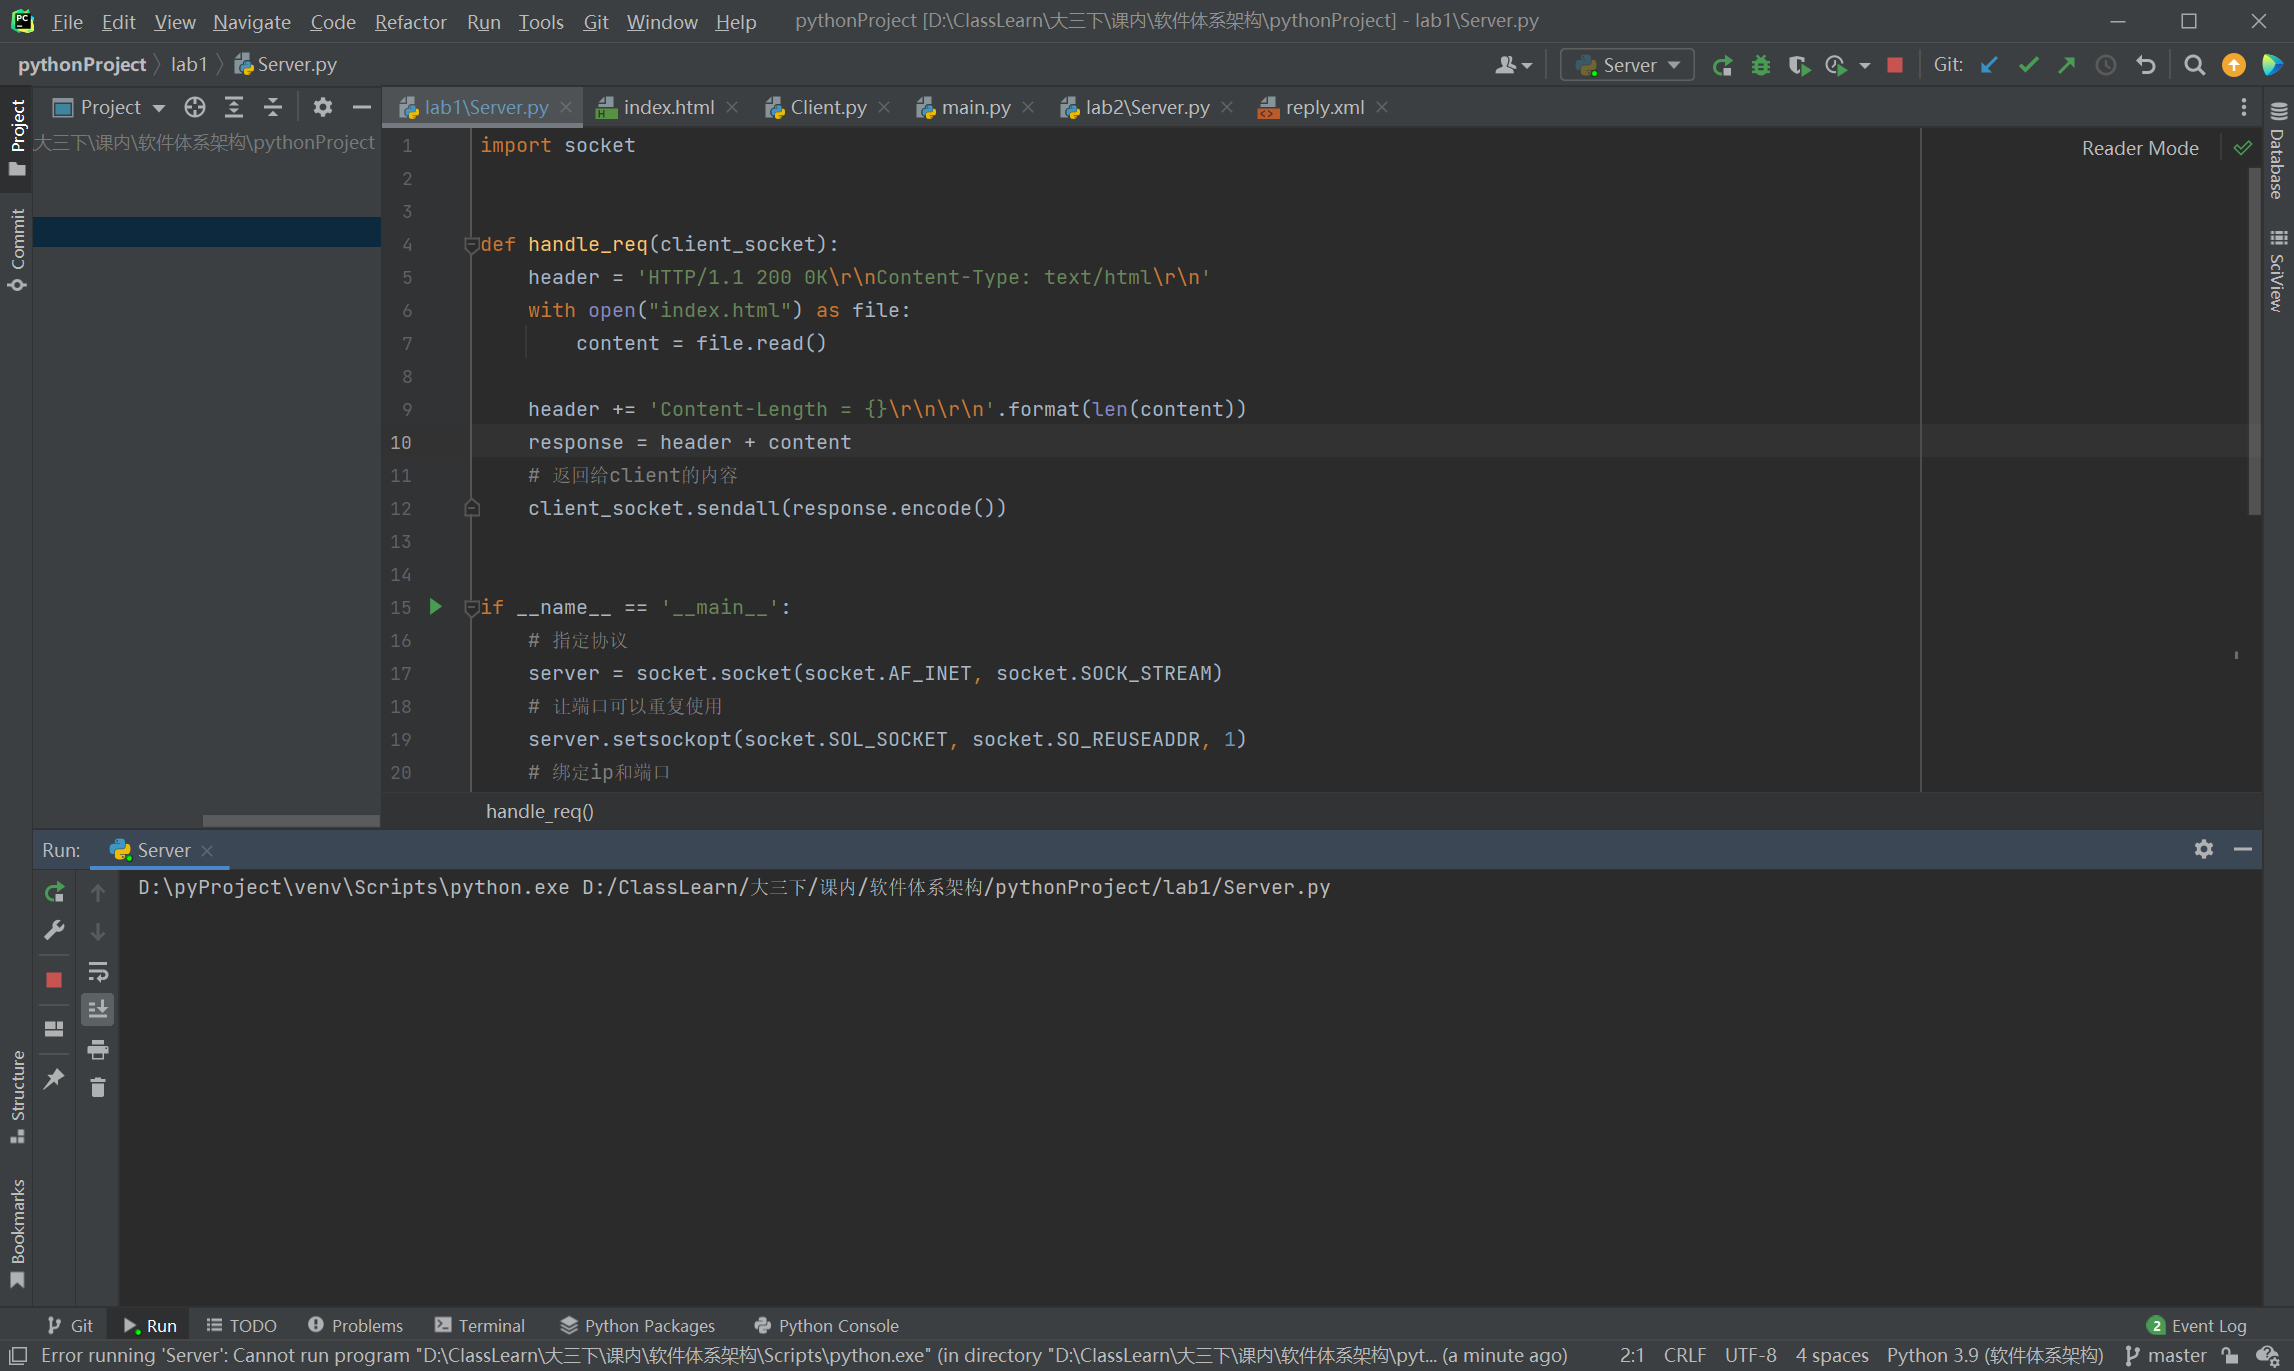 File Edit View Navigate Code Refactor Run Tools Git Window Help pythonProject [D:\ClassLearn\大三下\课内\软件体系架构\pythonProject] - lab1\Server.py
pythonProject lab1 Server.py Server Git:
Project lab1\Server.py index.html Client.py main.py lab2\Server.py reply.xml
大三下\课内\软件体系架构\pythonProject
Reader Mode
Project
Commit
Structure
Bookmarks
Database
SciView
1 import socket
2
3
4 def handle_req(client_socket):
5 header = 'HTTP/1.1 200 0K\r\nContent-Type: text/html\r\n'
6 with open("index.html") as file:
7 content = file.read()
8
9 header += 'Content-Length = {}\r\n\r\n'.format(len(content))
10 response = header + content
11 # 返回给client的内容
12 client_socket.sendall(response.encode())
13
14
15 if __name__ == '__main__':
16 # 指定协议
17 server = socket.socket(socket.AF_INET, socket.SOCK_STREAM)
18 # 让端口可以重复使用
19 server.setsockopt(socket.SOL_SOCKET, socket.SO_REUSEADDR, 1)
20 # 绑定ip和端口
handle_req()
Run: Server
D:\pyProject\venv\Scripts\python.exe D:/ClassLearn/大三下/课内/软件体系架构/pythonProject/lab1/Server.py
Git Run TODO Problems Terminal Python Packages Python Console 2 Event Log
Error running 'Server': Cannot run program "D:\ClassLearn\大三下\课内\软件体系架构\Scripts\python.exe" (in directory "D:\ClassLearn\大三下\课内\软件体系架构\pyt... (a minute ago) 2:1 CRLF UTF-8 4 spaces Python 3.9 (软件体系架构) master